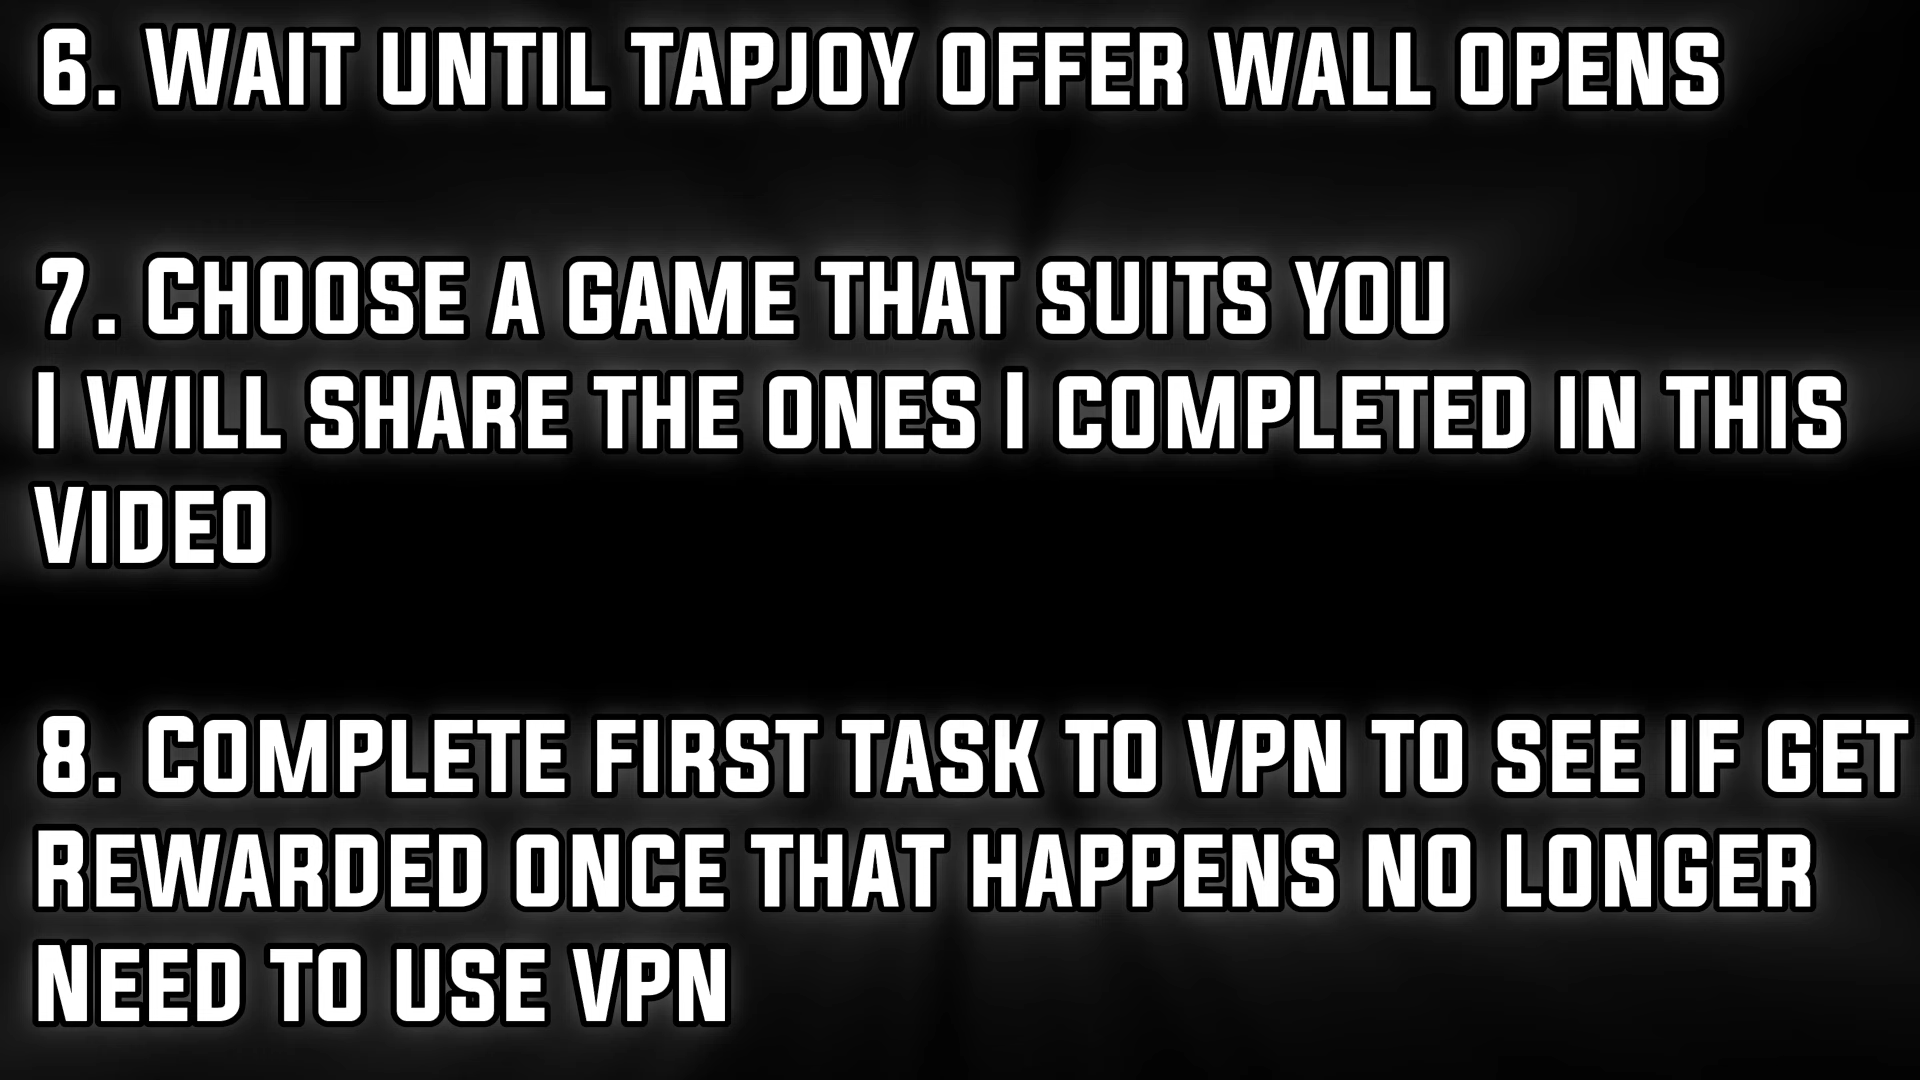 6. Wait until tapjoy offer wall opens
7. Choose a game that suits you
I will share the ones I completed in this
Video
8. Complete first task to vpn to see if get
Rewarded once that happens no longer
Need to use vpn